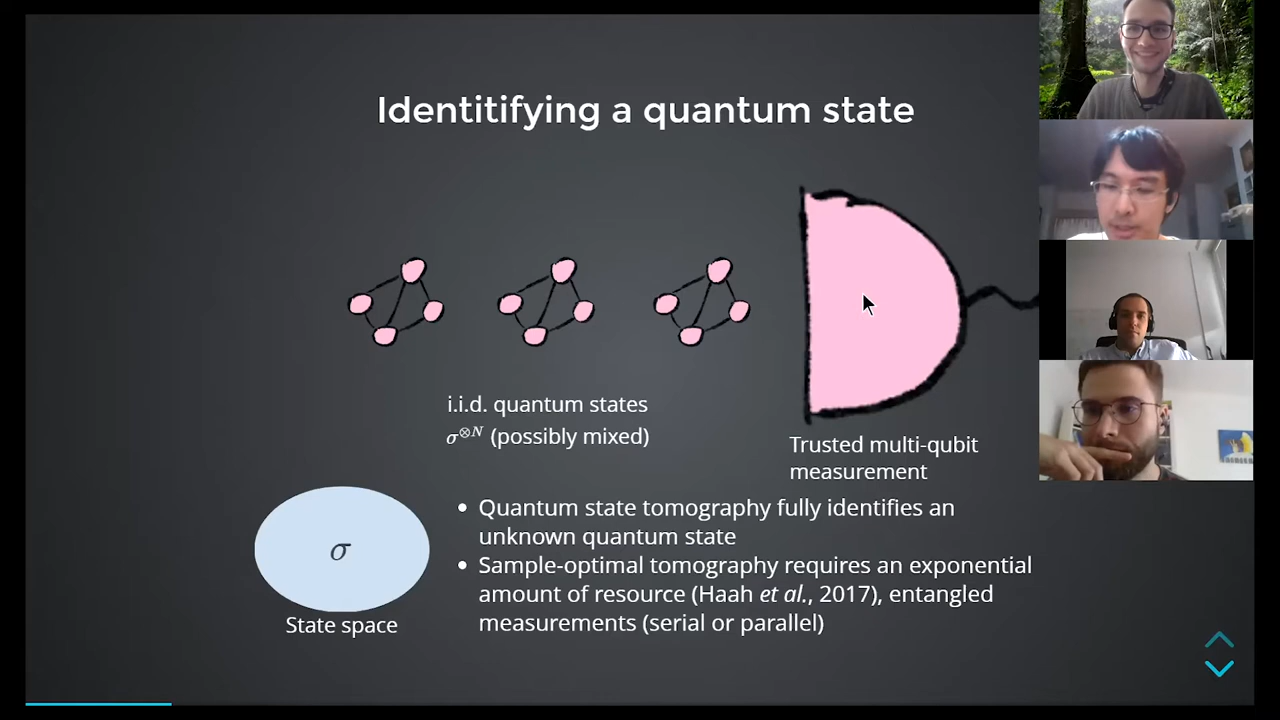 Identitifying a quantum state
i.i.d. quantum states
σ⊗N (possibly mixed)
Trusted multi-qubit
measurement
σ
State space
• Quantum state tomography fully identifies an
unknown quantum state
• Sample-optimal tomography requires an exponential
amount of resource (Haah et al., 2017), entangled
measurements (serial or parallel)